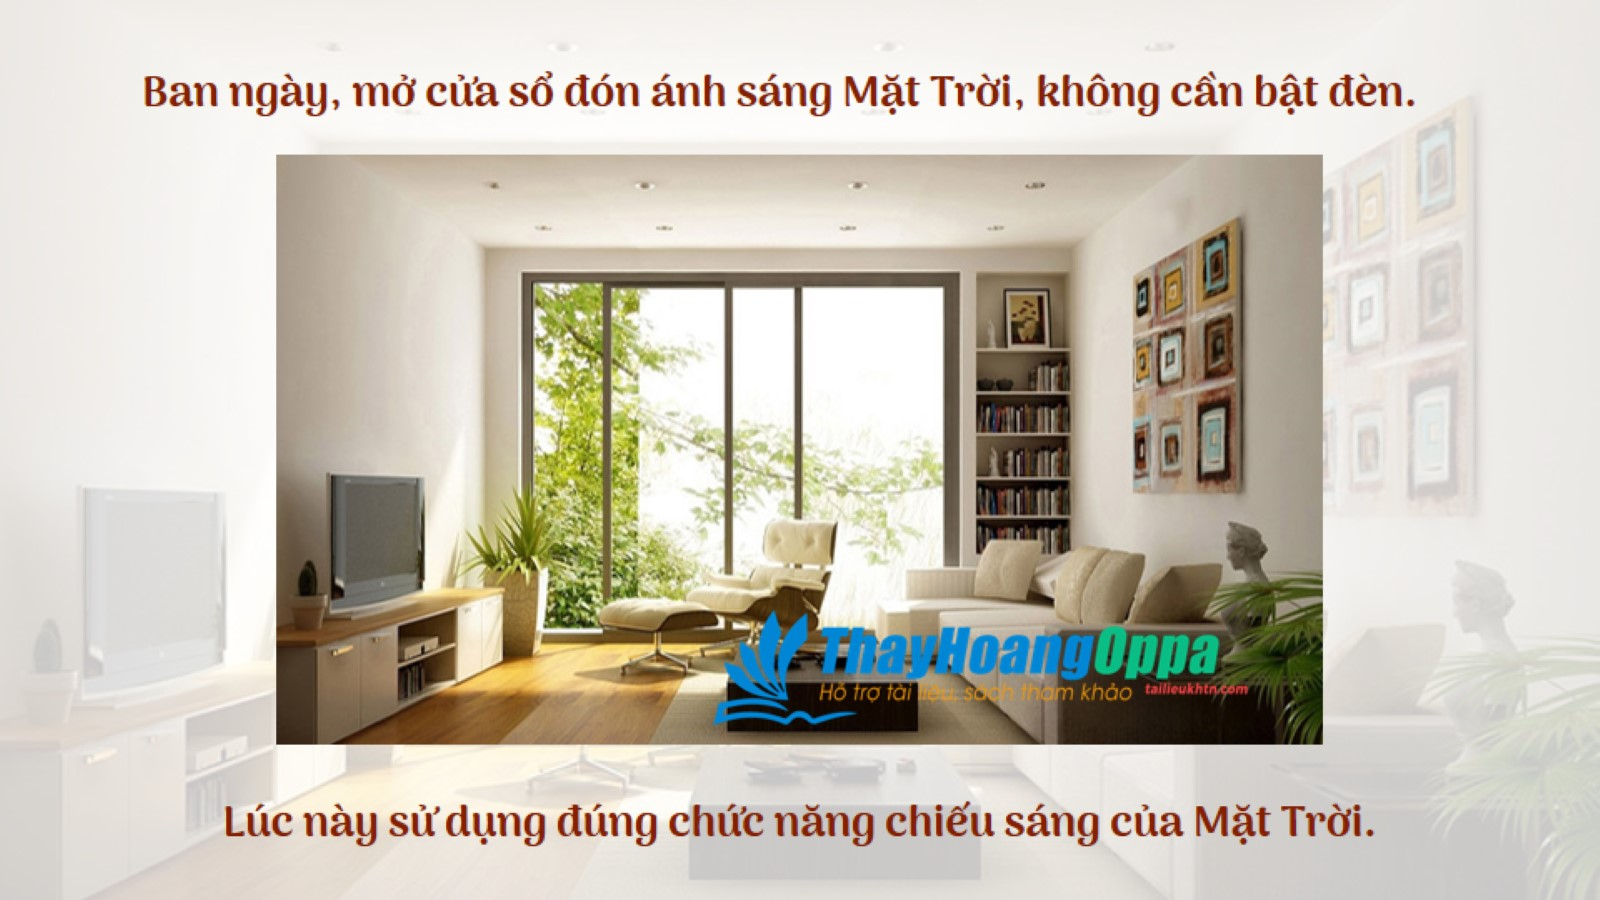 Ban ngày, mở cửa sổ đón ánh sáng Mặt Trời, không cần bật đèn.
ThayHoangOppa
Hỗ trợ tài liệu, sách tham khảo tailieukhtn.com
Lúc này sử dụng đúng chức năng chiếu sáng của Mặt Trời.